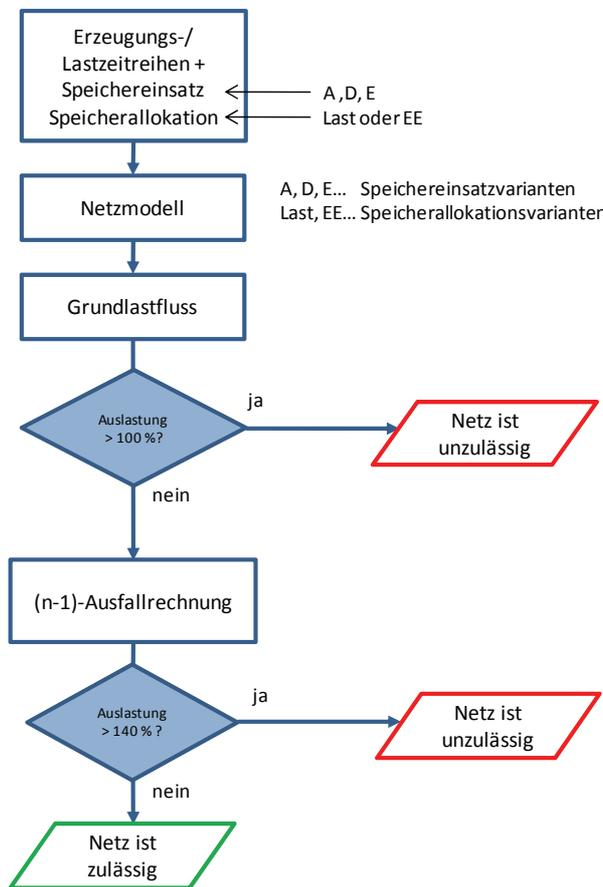 Erzeugungs-/
Lastzeitreihen +
Speichereinsatz
Speicherallokation
A ,D, E
Last oder EE
Netzmodell
A, D, E... Speichereinsatzvarianten
Last, EE... Speicherallokationsvarianten
Grundlastfluss
Auslastung
> 100 %?
ja
Netz ist
unzulässig
nein
(n-1)-Ausfallrechnung
Auslastung
> 140 % ?
ja
Netz ist
unzulässig
nein
Netz ist
zulässig